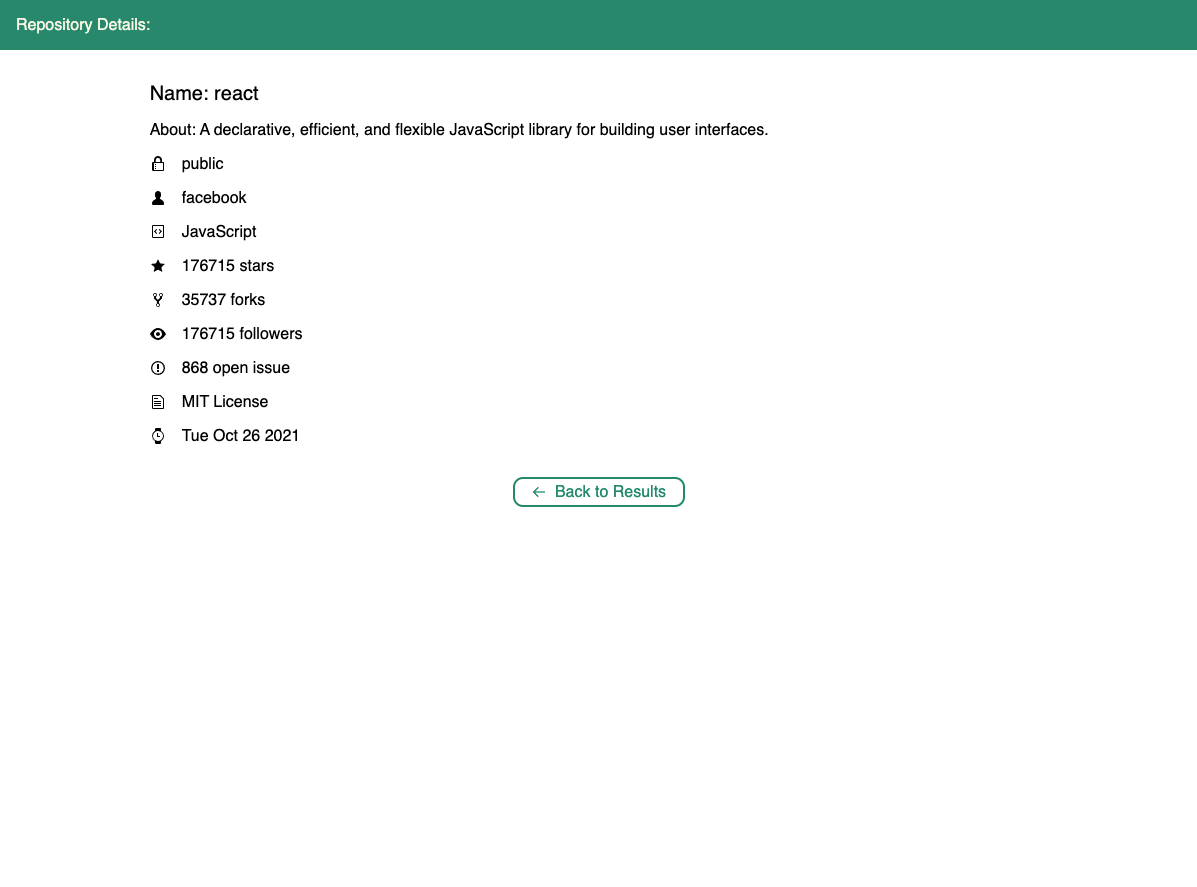 Repository Details:
Name: react
About: A declarative, efficient, and flexible JavaScript library for building user interfaces.
public
facebook
JavaScript
176715 stars
35737 forks
176715 followers
868 open issue
MIT License
Tue Oct 26 2021
Back to Results